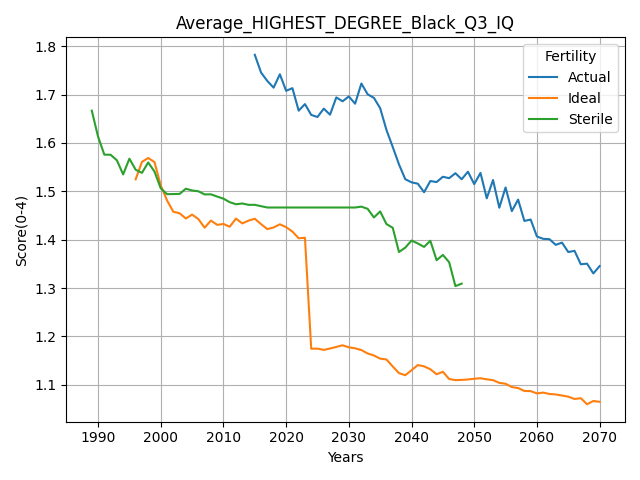 Average_HIGHEST_DEGREE_Black_Q3_IQ
Fertility
Actual
Ideal
Sterile
Score(0-4)
1.8
1.7
1.6
1.5
1.4
1.3
1.2
1.1
1990 2000 2010 2020 2030 2040 2050 2060 2070
Years